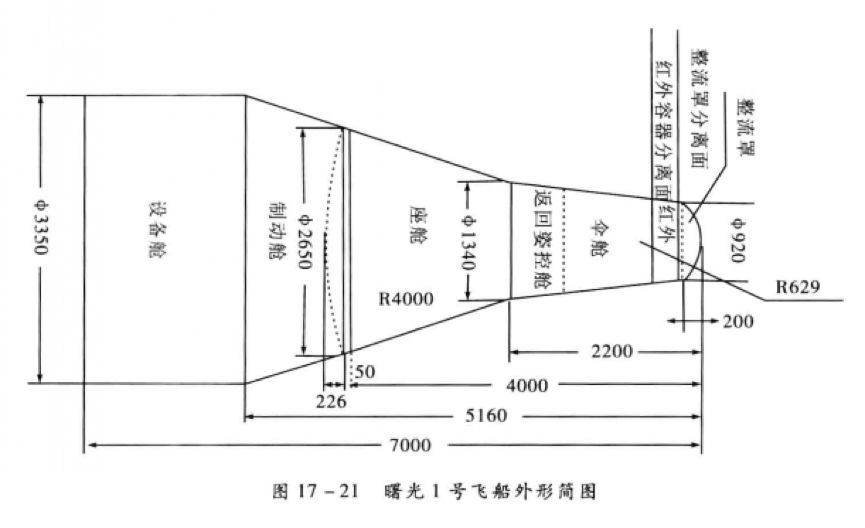 整流罩分离面
红外容器分离面
整流罩
φ3350
设备舱
制动舱
φ2650
座舱
φ1340
返回姿控舱
伞舱
红外
φ920
R4000
R629
200
2200
50
4000
226
5160
7000
图 17－21 曙光 1 号飞船外形简图